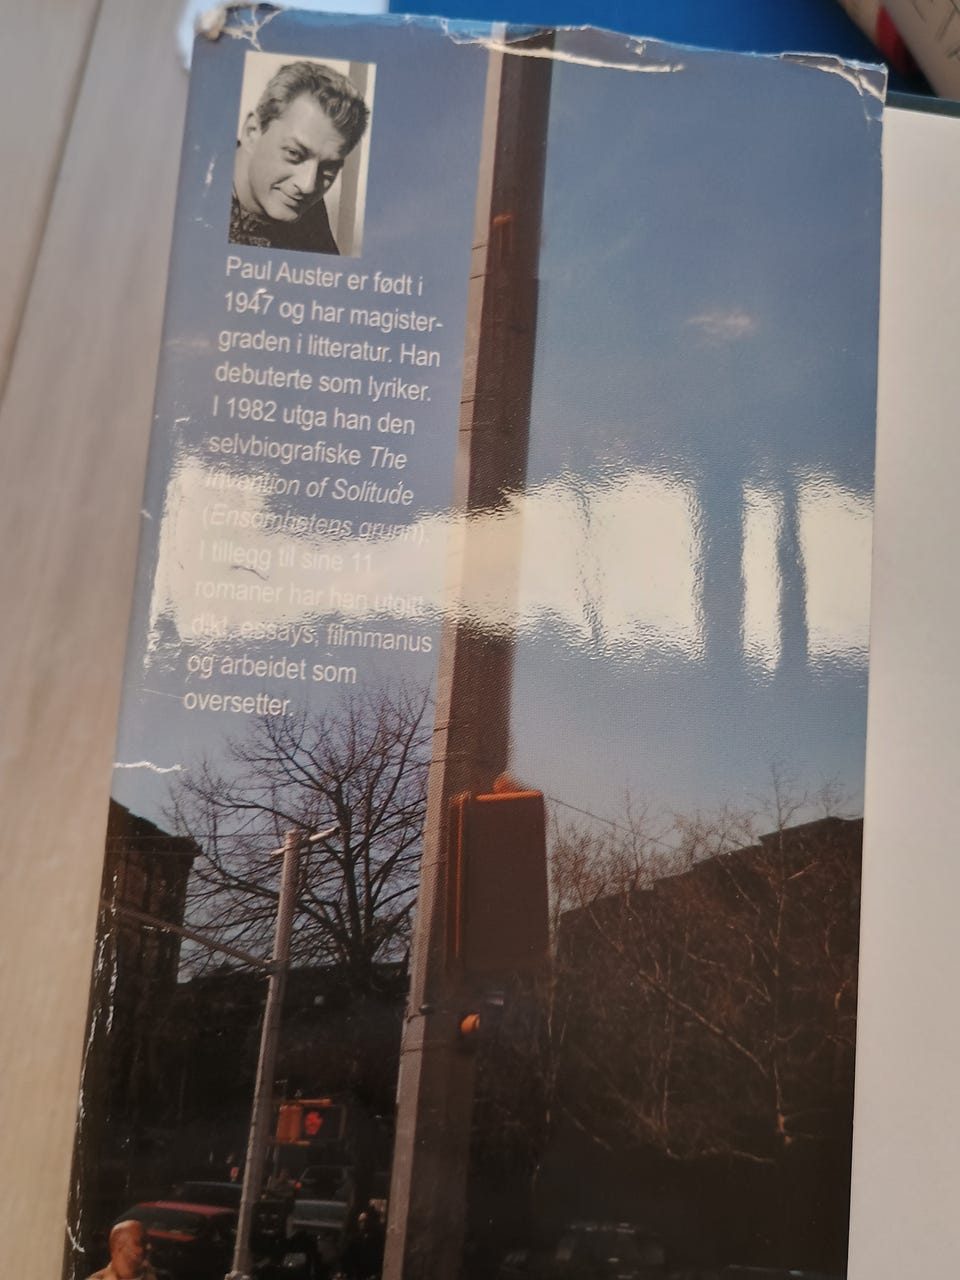 Paul Auster er født i
1947 og har magister-
graden i litteratur. Han
debuterte som lyriker.
I 1982 utga han den
selvbiografiske The
Invention of Solitude
(Ensomhetens grunn).
I tillegg til sine 11
romaner har han utgitt
dikt, essays, filmmanus
og arbeidet som
oversetter.